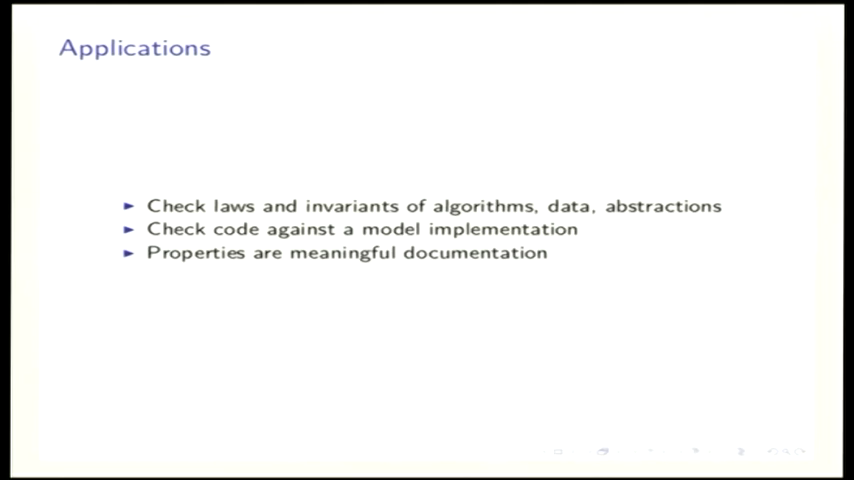 Applications
Check laws and invariants of algorithms, data, abstractions
Check code against a model implementation
Properties are meaningful documentation